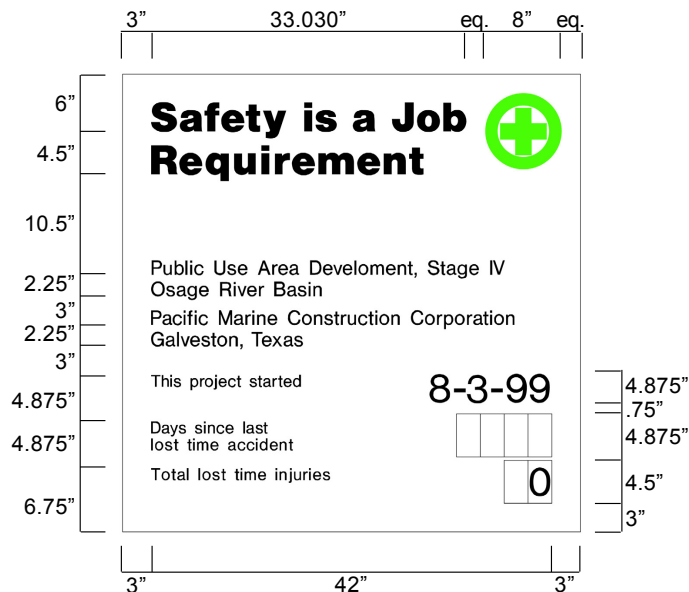 3” 33.030” eq. 8” eq.
6”
4.5”
10.5”
2.25”
3”
2.25”
3”
4.875”
4.875”
6.75”
Safety is a Job
Requirement
Public Use Area Develoment, Stage IV
Osage River Basin
Pacific Marine Construction Corporation
Galveston, Texas
This project started 8-3-99
Days since last
lost time accident
Total lost time injuries 0
4.875”
.75”
4.875”
4.5”
3”
3” 42” 3”